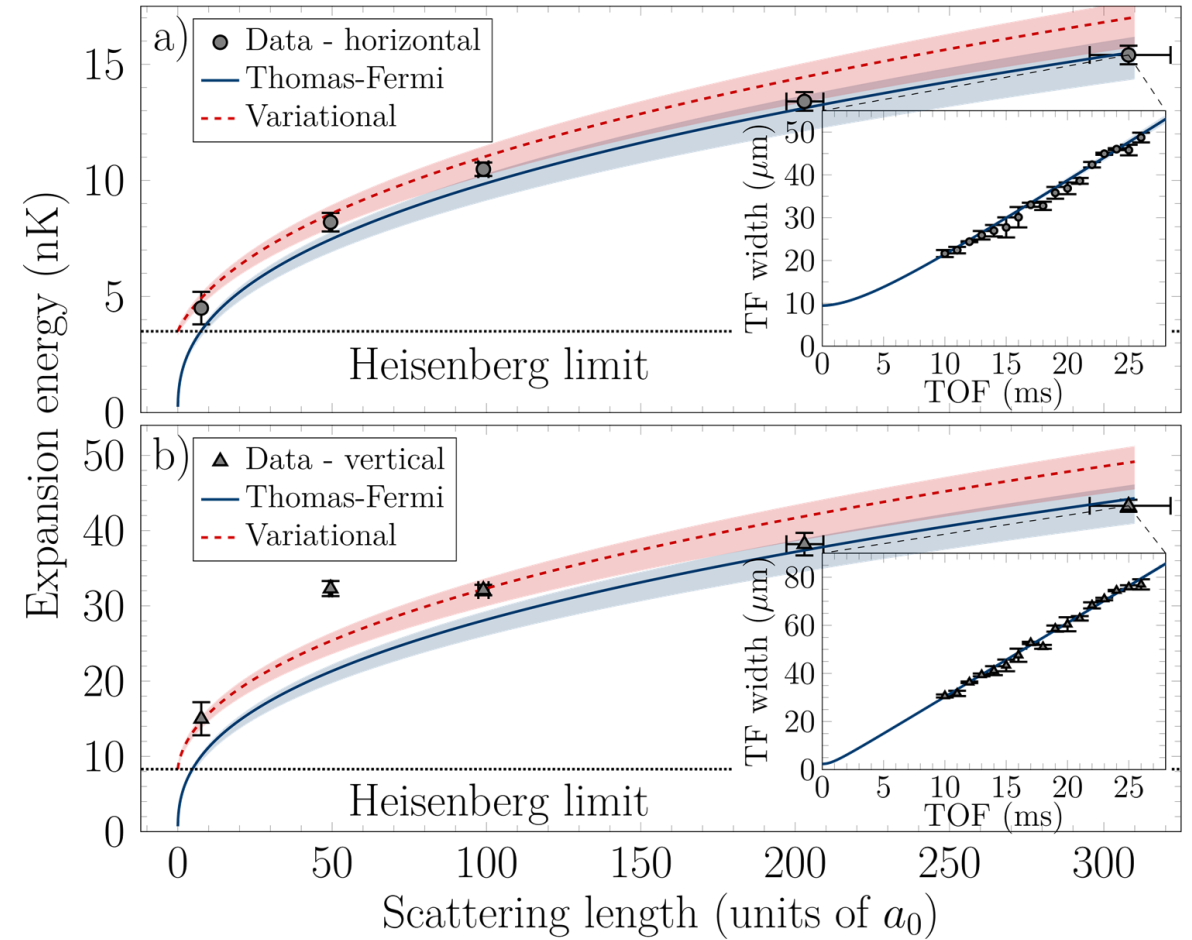 a)
Data - horizontal
Thomas-Fermi
Variational
Heisenberg limit
15
10
5
0
TF width (μm)
50
40
30
20
10
0
0 5 10 15 20 25
TOF (ms)
Expansion energy (nK)
b)
Data - vertical
Thomas-Fermi
Variational
Heisenberg limit
50
40
30
20
10
0
TF width (μm)
80
60
40
20
0
0 5 10 15 20 25
TOF (ms)
0 50 100 150 200 250 300
Scattering length (units of a₀)